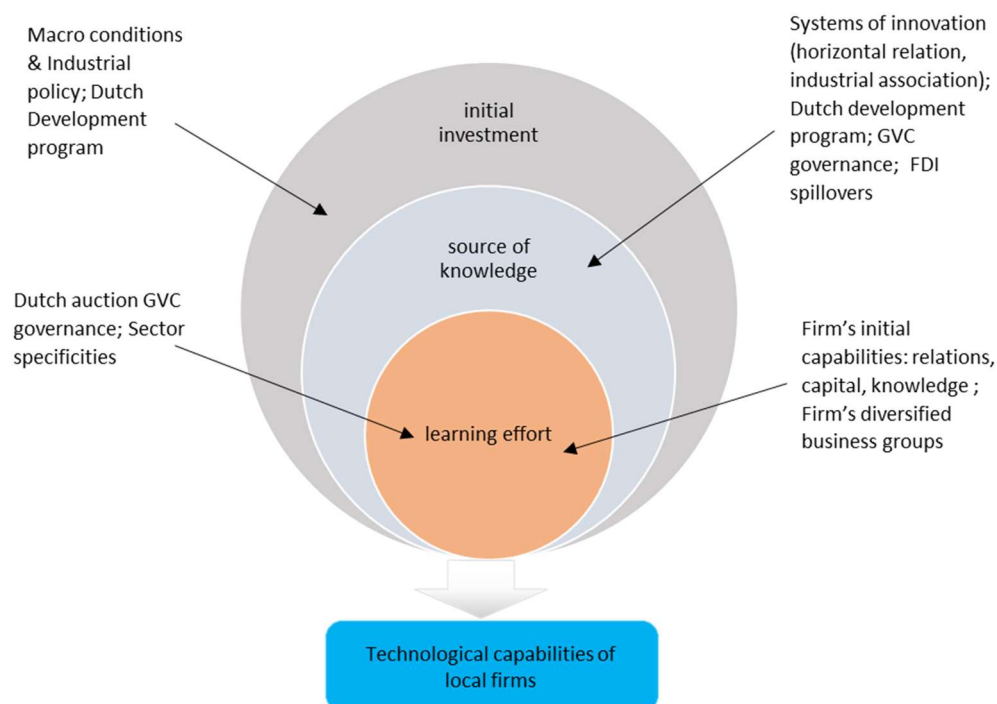 Macro conditions
& Industrial
policy; Dutch
Development
program
Systems of innovation
(horizontal relation,
industrial association);
Dutch development
program; GVC
governance;  FDI
spillovers
initial
investment
source of
knowledge
Dutch auction GVC
governance; Sector
specificities
Firm's initial
capabilities: relations,
capital, knowledge ;
Firm's diversified
business groups
learning effort
Technological capabilities of
local firms